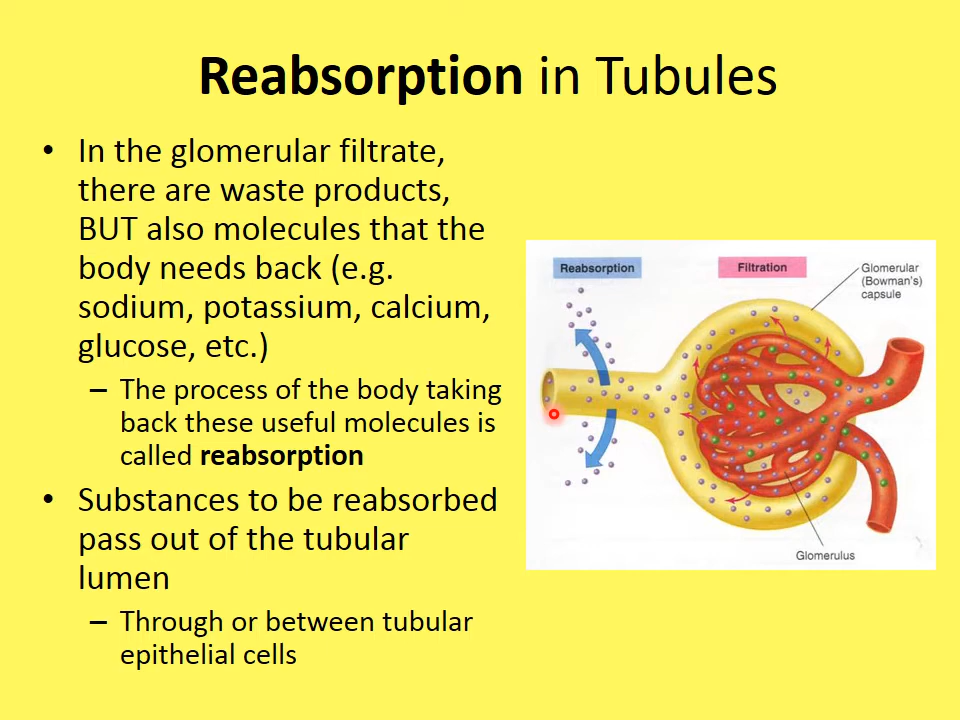 Reabsorption in Tubules
• In the glomerular filtrate,
there are waste products,
BUT also molecules that the
body needs back (e.g.
sodium, potassium, calcium,
glucose, etc.)
– The process of the body taking
back these useful molecules is
called reabsorption
• Substances to be reabsorbed
pass out of the tubular
lumen
– Through or between tubular
epithelial cells
Reabsorption
Filtration
Glomerular
(Bowman's)
capsule
Glomerulus